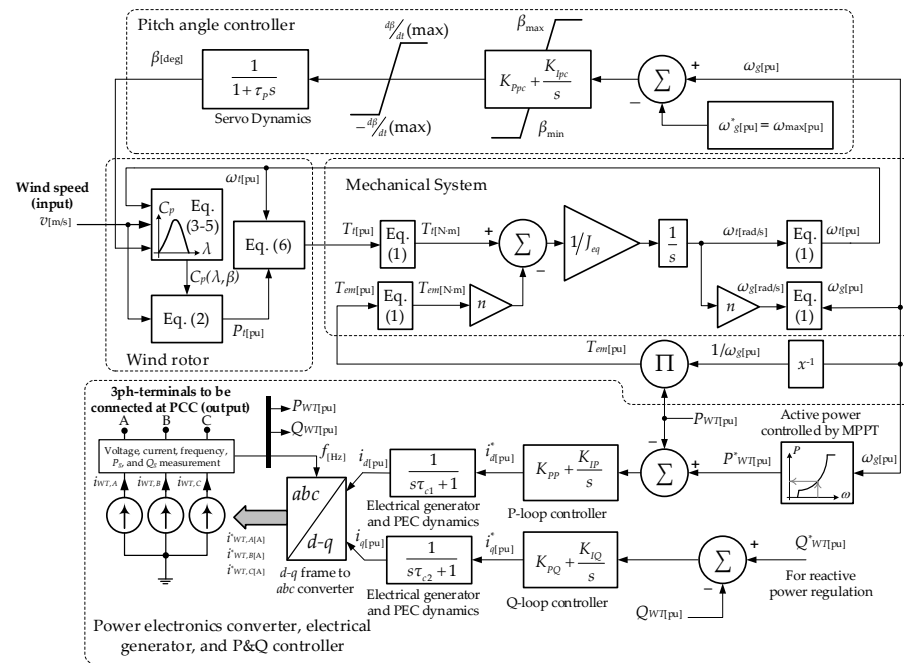 Pitch angle controller
β[deg]
1
1+ τps
Servo Dynamics
dβ/dt(max)
−dβ/dt(max)
βmax
KPpc + KIpc
s
βmin
Σ
+
−
ωg[pu]
ω*g[pu] = ωmax[pu]
Wind speed
(input)
v[m/s]
ωt[pu]
Cp
λ
Eq.
(3-5)
Cp(λ,β)
Eq. (6)
Eq. (2)
Pt[pu]
Wind rotor
Mechanical System
Tt[pu]
Eq.
(1)
Tt[N·m]
+
Σ
−
1/Jeq
1
s
ωt[rad/s]
Eq.
(1)
ωt[pu]
Tem[pu]
Eq.
(1)
Tem[N·m]
n
n
ωg[rad/s]
Eq.
(1)
ωg[pu]
Tem[pu]
Π
1/ωg[pu]
x-1
PWT[pu]
3ph-terminals to be
connected at PCC (output)
A
B
C
Voltage, current, frequency,
Pg, and Qg measurement
iWT,A
iWT,B
iWT,C
PWT[pu]
QWT[pu]
f[Hz]
abc
d-q
d-q frame to
abc converter
i*WT,A[A]
i*WT,B[A]
i*WT,C[A]
id[pu]
1
sτc1 + 1
Electrical generator
and PEC dynamics
i*d[pu]
KPP + KIP
s
P-loop controller
−
Σ
+
P*WT[pu]
Active power
controlled by MPPT
P
ω
ωg[pu]
iq[pu]
1
sτc2 + 1
Electrical generator
and PEC dynamics
i*q[pu]
KPQ + KIQ
s
Q-loop controller
Σ
+
−
Q*WT[pu]
For reactive
power regulation
QWT[pu]
Power electronics converter, electrical
generator, and P&Q controller